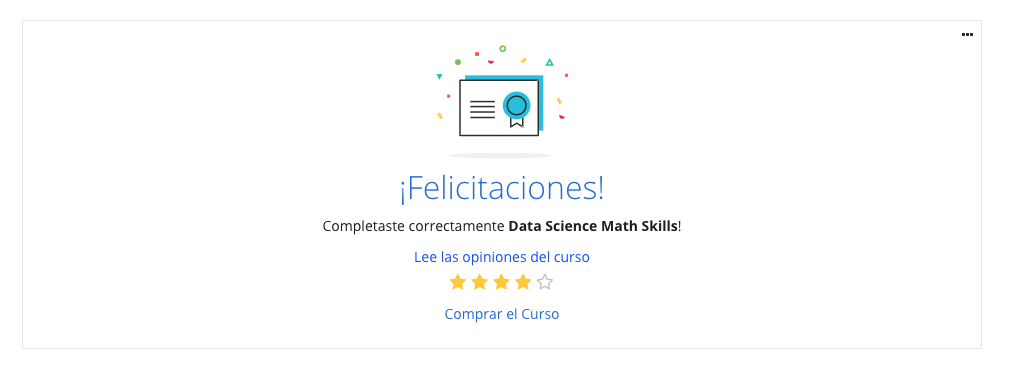 ¡Felicitaciones!
Completaste correctamente Data Science Math Skills!
Lee las opiniones del curso
Comprar el Curso